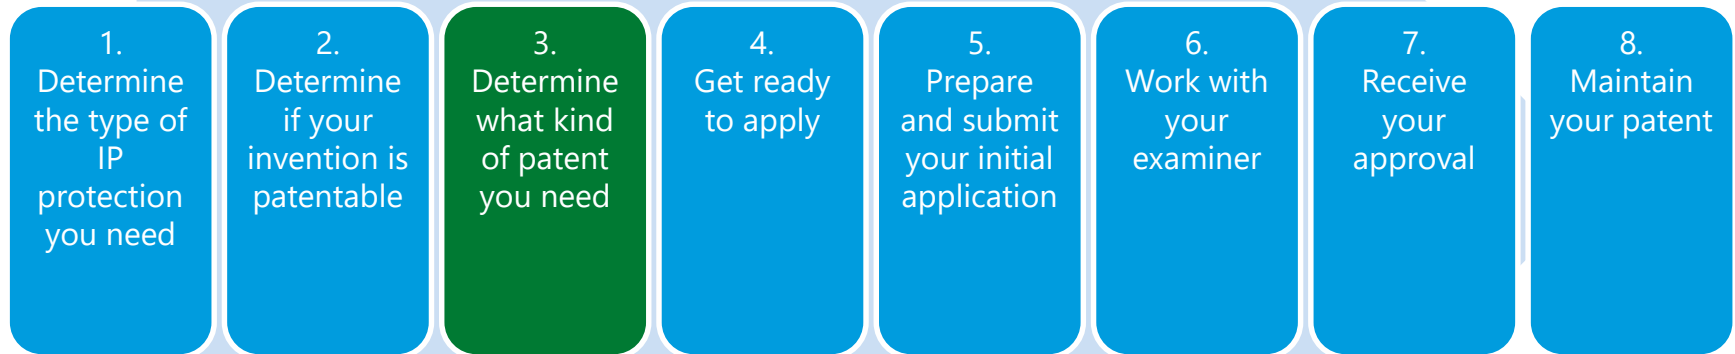 1.
Determine
the type of
IP
protection
you need
2.
Determine
if your
invention is
patentable
3.
Determine
what kind
of patent
you need
4.
Get ready
to apply
5.
Prepare
and submit
your initial
application
6.
Work with
your
examiner
7.
Receive
your
approval
8.
Maintain
your patent